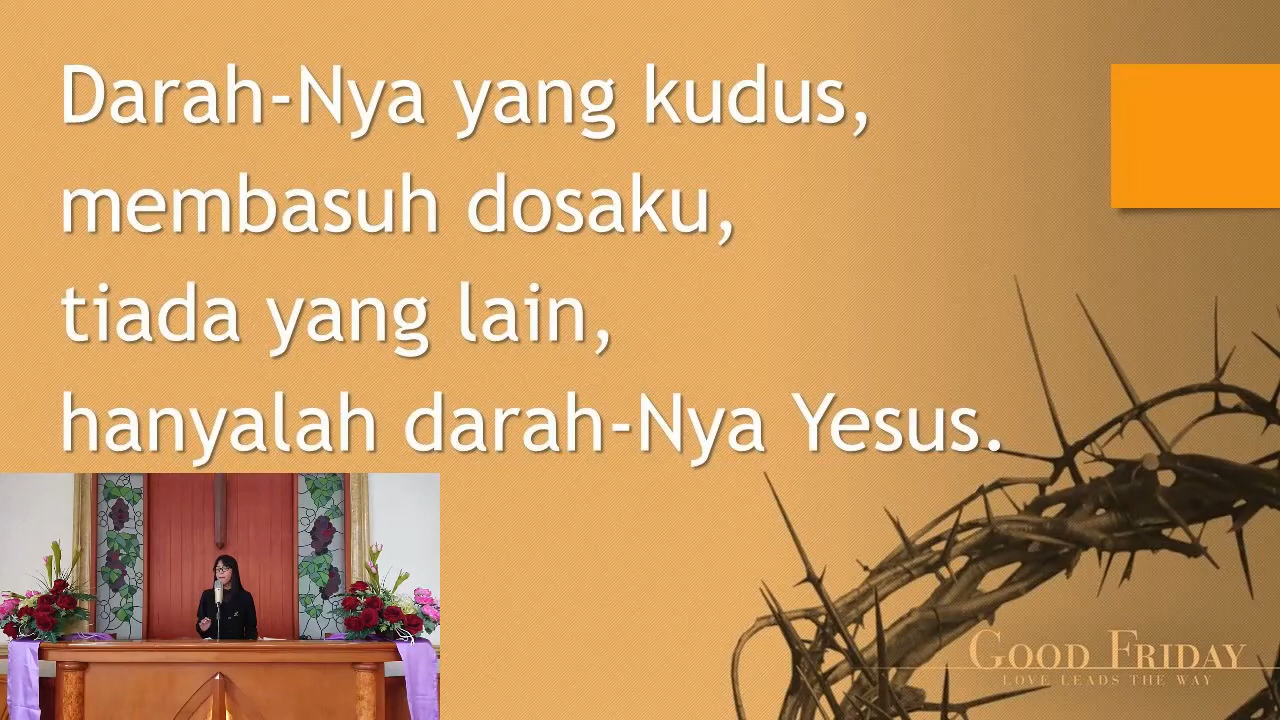 Darah-Nya yang kudus,
membasuh dosaku,
tiada yang lain,
hanyalah darah-Nya Yesus.
GOOD FRIDAY
LOVE LEADS THE WAY